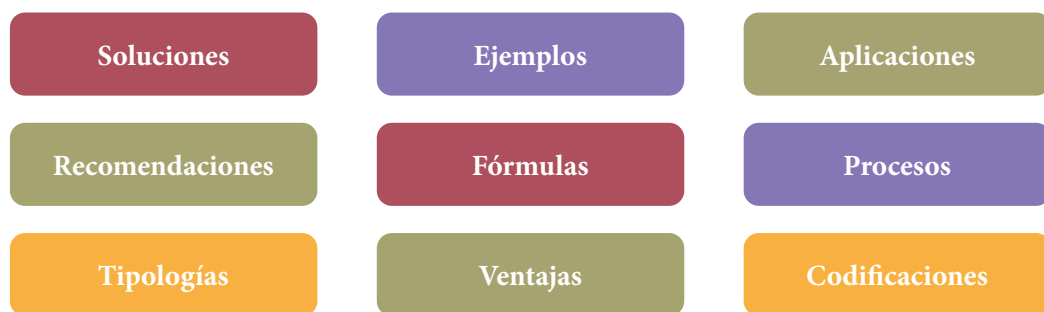 Soluciones
Ejemplos
Aplicaciones
Recomendaciones
Fórmulas
Procesos
Tipologías
Ventajas
Codificaciones